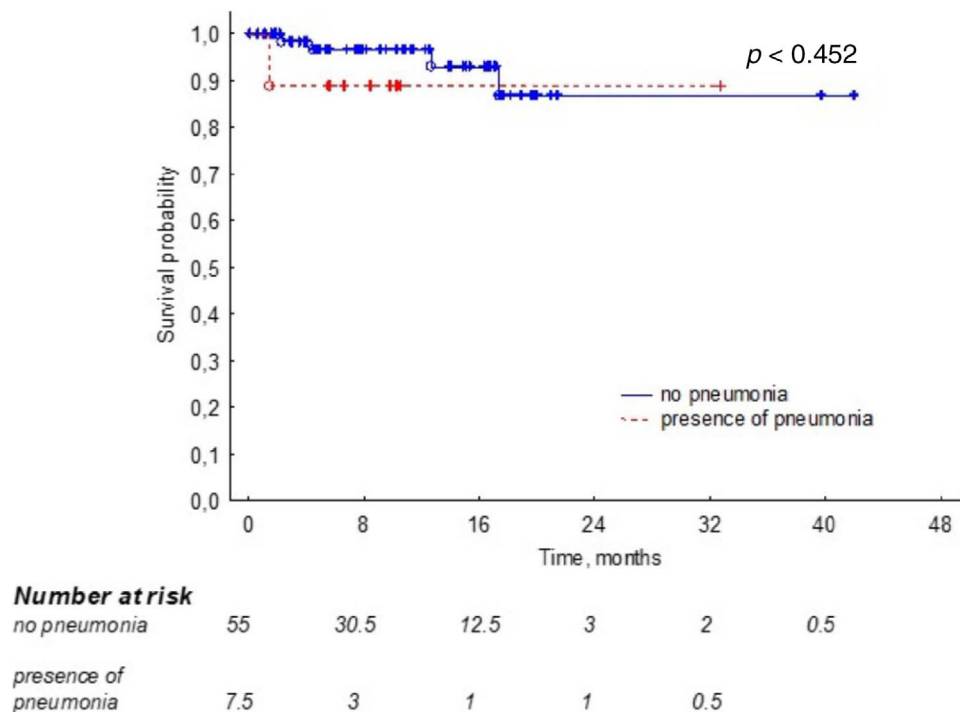 1,0
0,9
0,8
0,7
0,6
0,5
0,4
0,3
0,2
0,1
0,0
Survival probability
p < 0.452
no pneumonia
presence of pneumonia
0 8 16 24 32 40 48
Time, months
Number at risk
no pneumonia 55 30.5 12.5 3 2 0.5
presence of
pneumonia 7.5 3 1 1 0.5